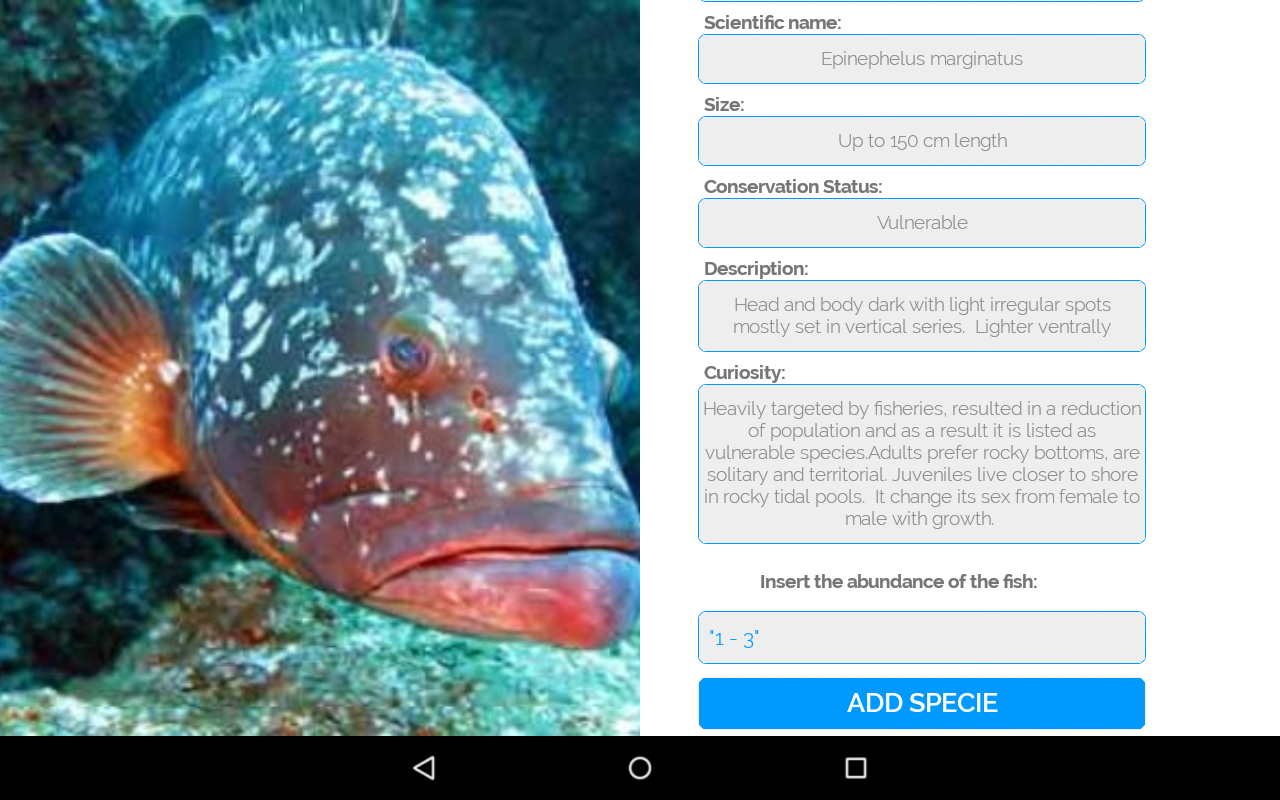 Scientific name:
Epinephelus marginatus
Size:
Up to 150 cm length
Conservation Status:
Vulnerable
Description:
Head and body dark with light irregular spots
mostly set in vertical series.  Lighter ventrally
Curiosity:
Heavily targeted by fisheries, resulted in a reduction
of population and as a result it is listed as
vulnerable species.Adults prefer rocky bottoms, are
solitary and territorial. Juveniles live closer to shore
in rocky tidal pools.  It change its sex from female to
male with growth.
Insert the abundance of the fish:
"1 - 3"
ADD SPECIE